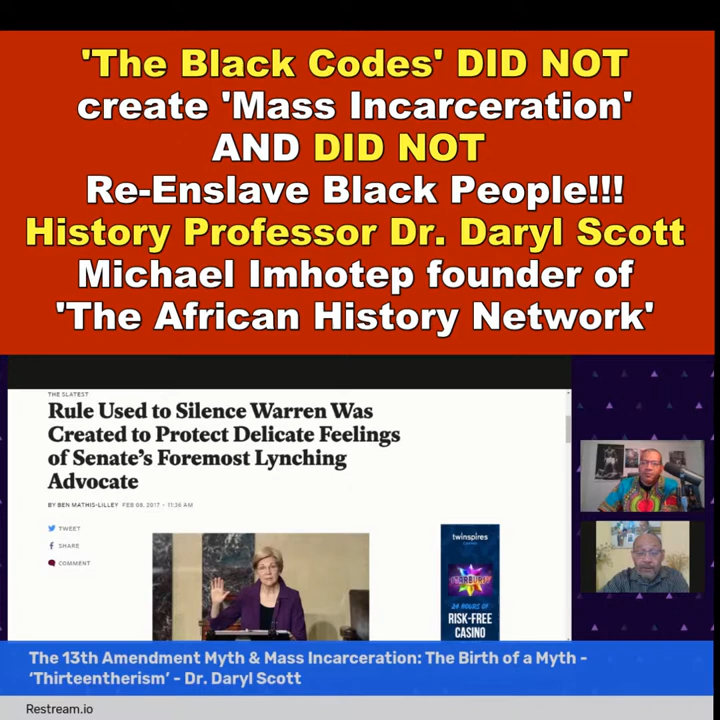 'The Black Codes' DID NOT
create 'Mass Incarceration'
AND DID NOT
Re-Enslave Black People!!!
History Professor Dr. Daryl Scott
Michael Imhotep founder of
'The African History Network'
THE SLATEST
Rule Used to Silence Warren Was
Created to Protect Delicate Feelings
of Senate's Foremost Lynching
Advocate
BY BEN MATHIS-LILLEY FEB 08, 2017 • 11:36 AM
TWEET
SHARE
COMMENT
twinspires
STARBURST
24 HOURS OF
RISK-FREE
CASINO
The 13th Amendment Myth & Mass Incarceration: The Birth of a Myth -
'Thirteentherism' - Dr. Daryl Scott
Restream.io